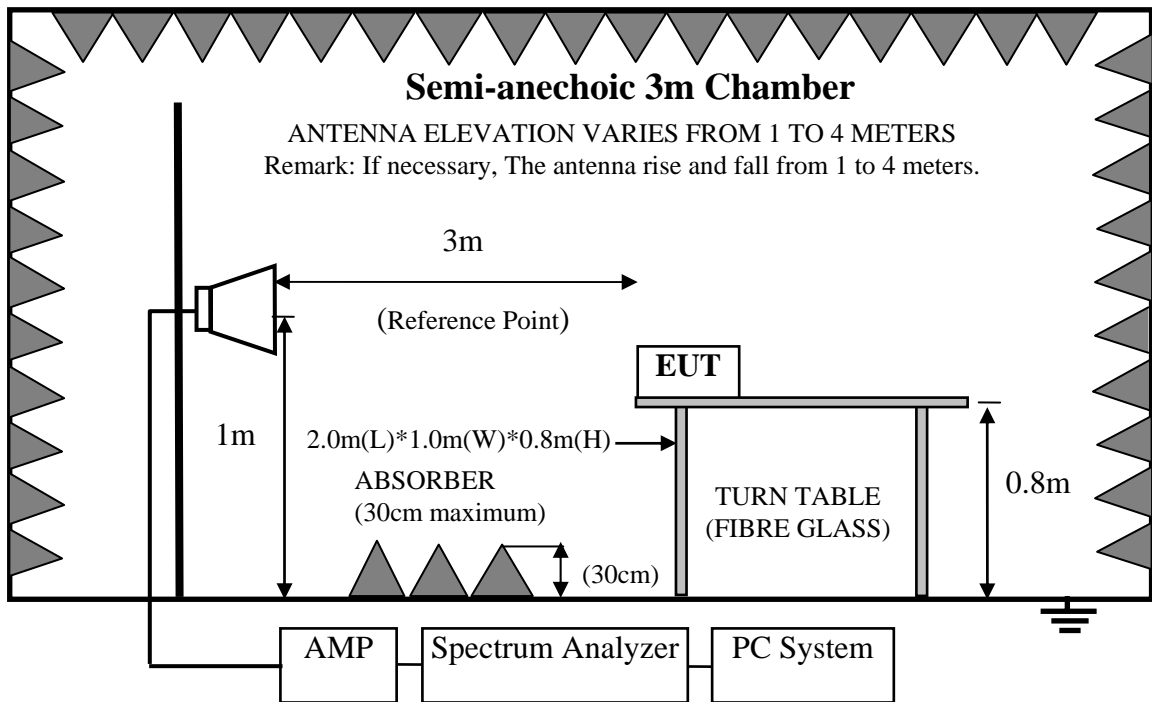 Semi-anechoic 3m Chamber
ANTENNA ELEVATION VARIES FROM 1 TO 4 METERS
Remark: If necessary, The antenna rise and fall from 1 to 4 meters.
3m
(Reference Point)
EUT
1m
2.0m(L)*1.0m(W)*0.8m(H)
ABSORBER
(30cm maximum)
TURN TABLE
(FIBRE GLASS)
0.8m
(30cm)
AMP
Spectrum Analyzer
PC System